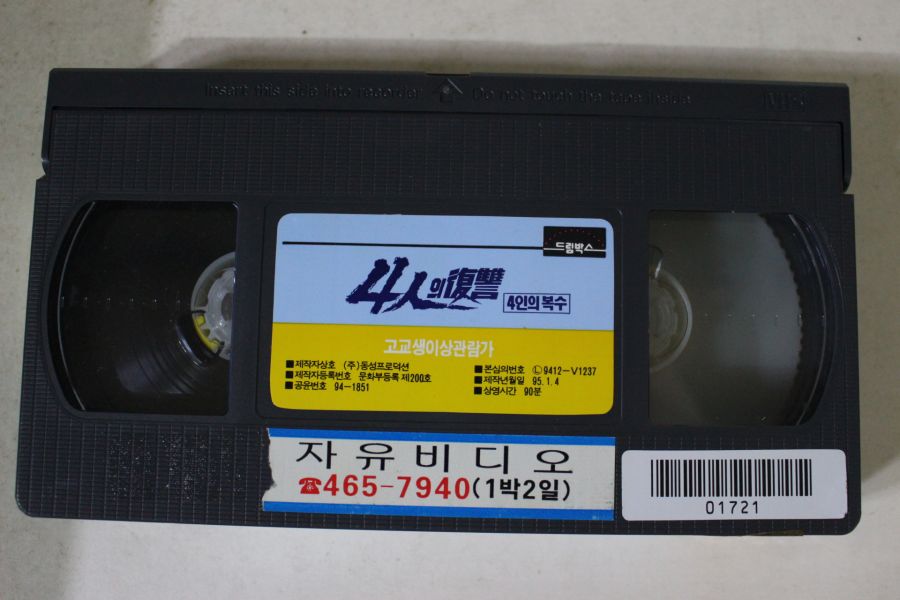 Insert this side into recorder Do not touch the tape inside
드림박스
4人의復讐
4인의 복수
고교생이상관람가
■제작자상호 (주)동성프로덕션
■제작자등록번호 문화부등록 제200호
■공윤번호 94-1851
■본심의번호 Ⓛ9412-V1237
■제작년월일 95.1.4
■상영시간 90분
자유비디오
☎465-7940(1박2일)
01721